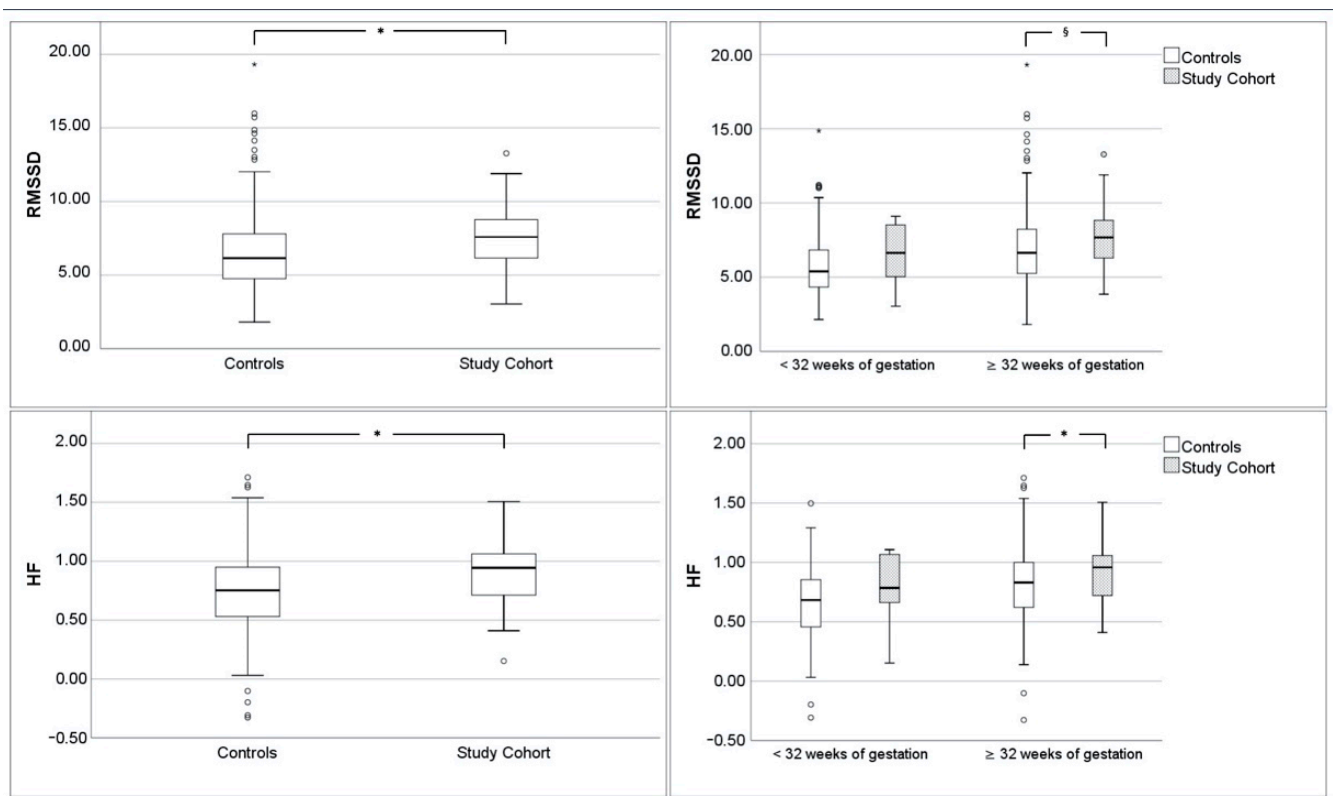 *
20.00
*
15.00
RMSSD
10.00
5.00
0.00
Controls Study Cohort
§
20.00
*
Controls
Study Cohort
15.00
*
RMSSD
10.00
5.00
0.00
< 32 weeks of gestation ≥ 32 weeks of gestation
*
2.00
1.50
1.00
HF
0.50
0.00
−0.50
Controls Study Cohort
*
2.00
Controls
Study Cohort
1.50
1.00
HF
0.50
0.00
−0.50
< 32 weeks of gestation ≥ 32 weeks of gestation